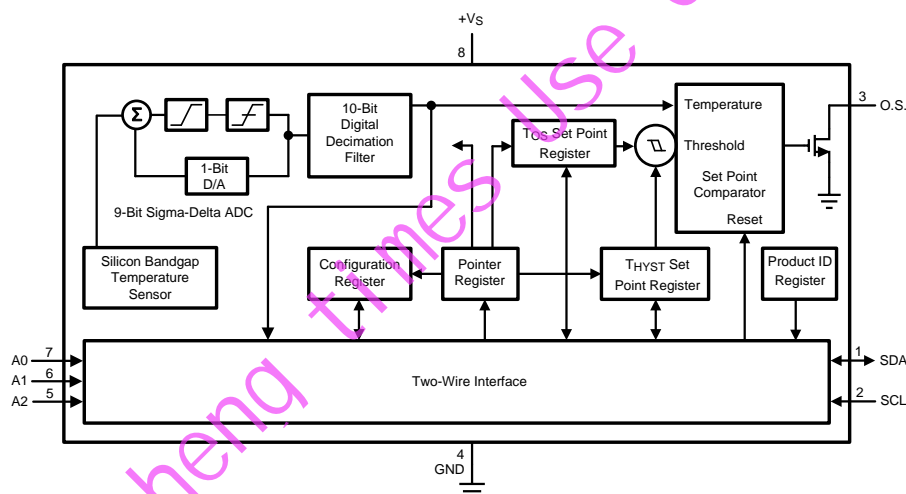 +VS
8
10-Bit
Digital
Decimation
Filter
Σ
1-Bit
D/A
9-Bit Sigma-Delta ADC
Silicon Bandgap
Temperature
Sensor
TOS Set Point
Register
Temperature
Threshold
Set Point
Comparator
Reset
3
O.S.
Configuration
Register
Pointer
Register
THYST Set
Point Register
Product ID
Register
A0
7
A1
6
A2
5
Two-Wire Interface
1
SDA
2
SCL
4
GND
heng times Use